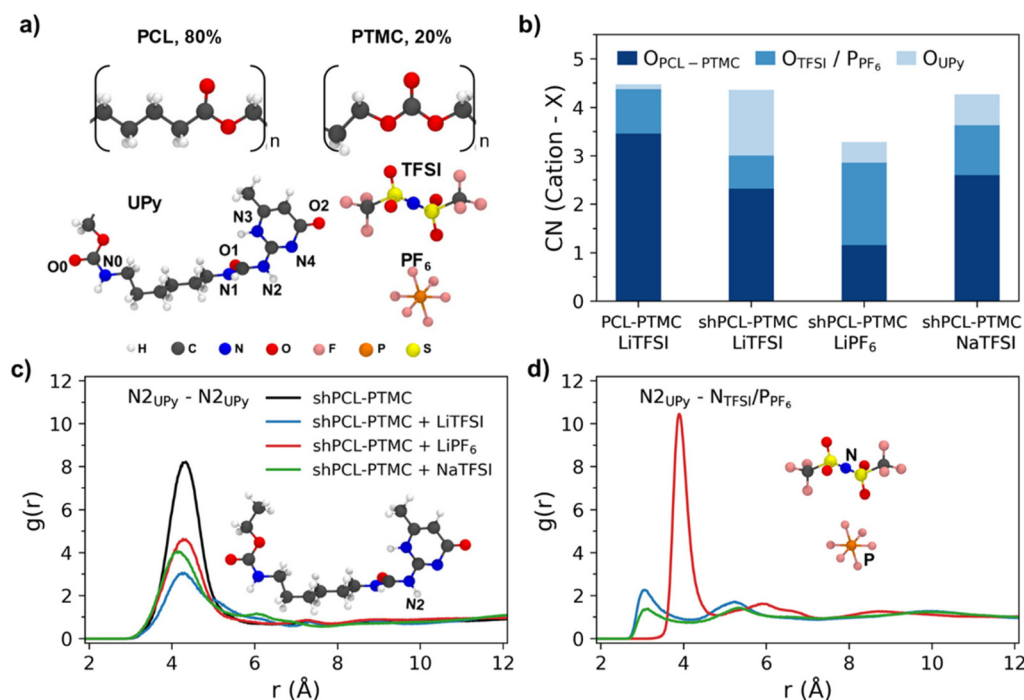 a)
PCL, 80%
PTMC, 20%
n
n
UPy
TFSI
O2
N3
O1
N4
O0
N0
N1
N2
PF6
H C N O F P S
b)
CN (Cation - X)
5
4
3
2
1
0
OPCL-PTMC OTFSI / PPF6 OUPy
PCL-PTMC
LiTFSI
shPCL-PTMC
LiTFSI
shPCL-PTMC
LiPF6
shPCL-PTMC
NaTFSI
c)
N2UPy - N2UPy
shPCL-PTMC
shPCL-PTMC + LiTFSI
shPCL-PTMC + LiPF6
shPCL-PTMC + NaTFSI
g(r)
12
10
8
6
4
2
0
N2
2 4 6 8 10 12
r (Å)
d)
N2UPy - NTFSI/PPF6
g(r)
12
10
8
6
4
2
0
N
P
2 4 6 8 10 12
r (Å)